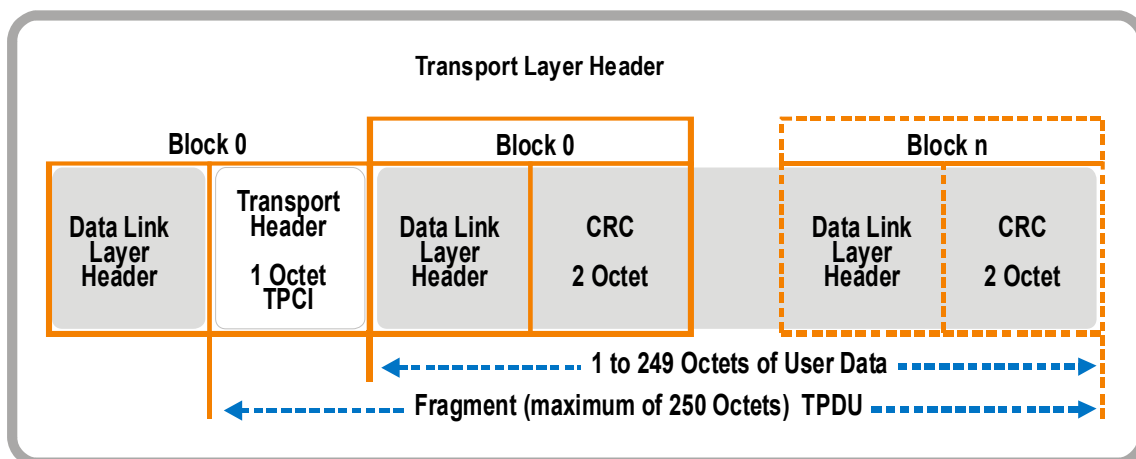 Transport Layer Header
Block 0
Block 0
Block n
Data Link
Layer
Header
Transport
Header
1 Octet
TPCI
Data Link
Layer
Header
CRC
2 Octet
Data Link
Layer
Header
CRC
2 Octet
1 to 249 Octets of User Data
Fragment (maximum of 250 Octets) TPDU